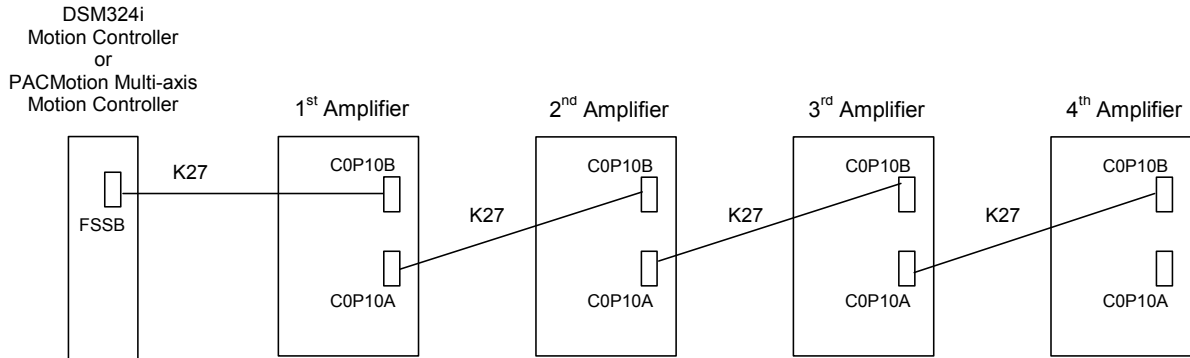 DSM324i
Motion Controller
or
PACMotion Multi-axis
Motion Controller
1st Amplifier
2nd Amplifier
3rd Amplifier
4th Amplifier
C0P10B
C0P10B
C0P10B
C0P10B
K27
K27
K27
K27
FSSB
C0P10A
C0P10A
C0P10A
C0P10A